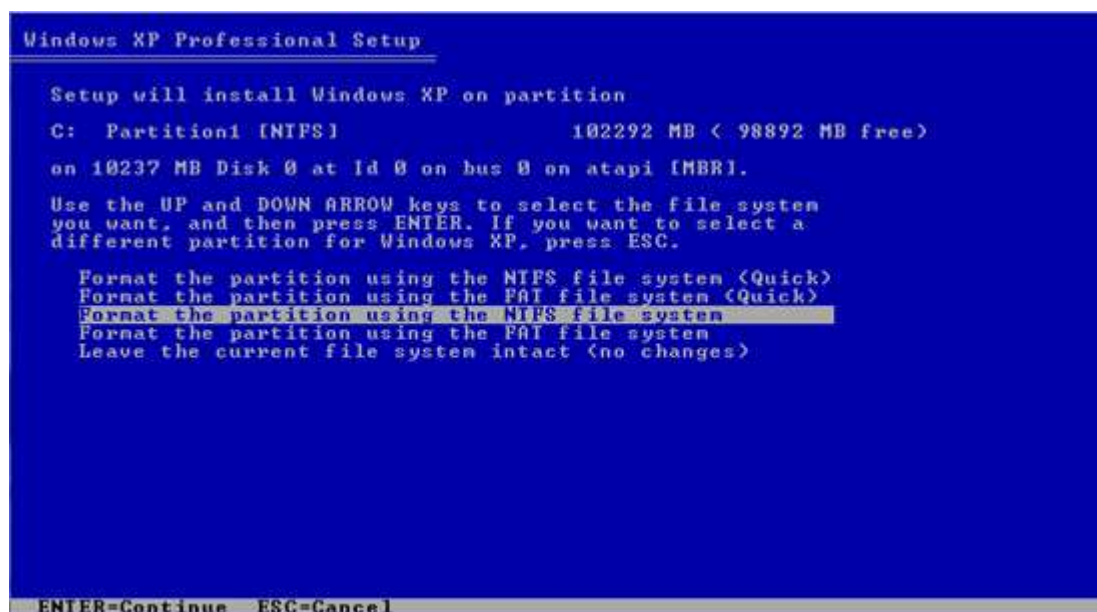 Windows XP Professional Setup
Setup will install Windows XP on partition
C: Partition1 [NTFS] 102292 MB ( 98892 MB free)
on 10237 MB Disk 0 at Id 0 on bus 0 on atapi [MBR].
Use the UP and DOWN ARROW keys to select the file system
you want, and then press ENTER. If you want to select a
different partition for Windows XP, press ESC.
Format the partition using the NTFS file system (Quick)
Format the partition using the FAT file system (Quick)
Format the partition using the NTFS file system
Format the partition using the FAT file system
Leave the current file system intact (no changes)
ENTER=Continue ESC=Cancel